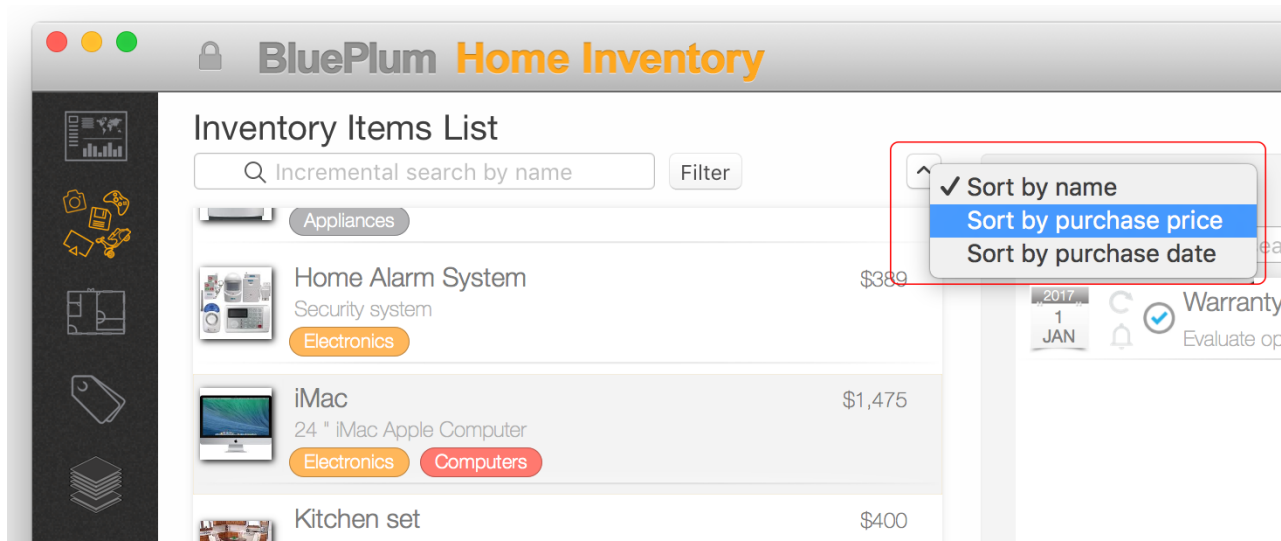 BluePlum Home Inventory
Inventory Items List
Incremental search by name
Filter
✓ Sort by name
Sort by purchase price
Sort by purchase date
Appliances
Home Alarm System
$389
Security system
Electronics
iMac
$1,475
24 " iMac Apple Computer
Electronics
Computers
Kitchen set
$400
2017
1
JAN
Warranty
Evaluate op